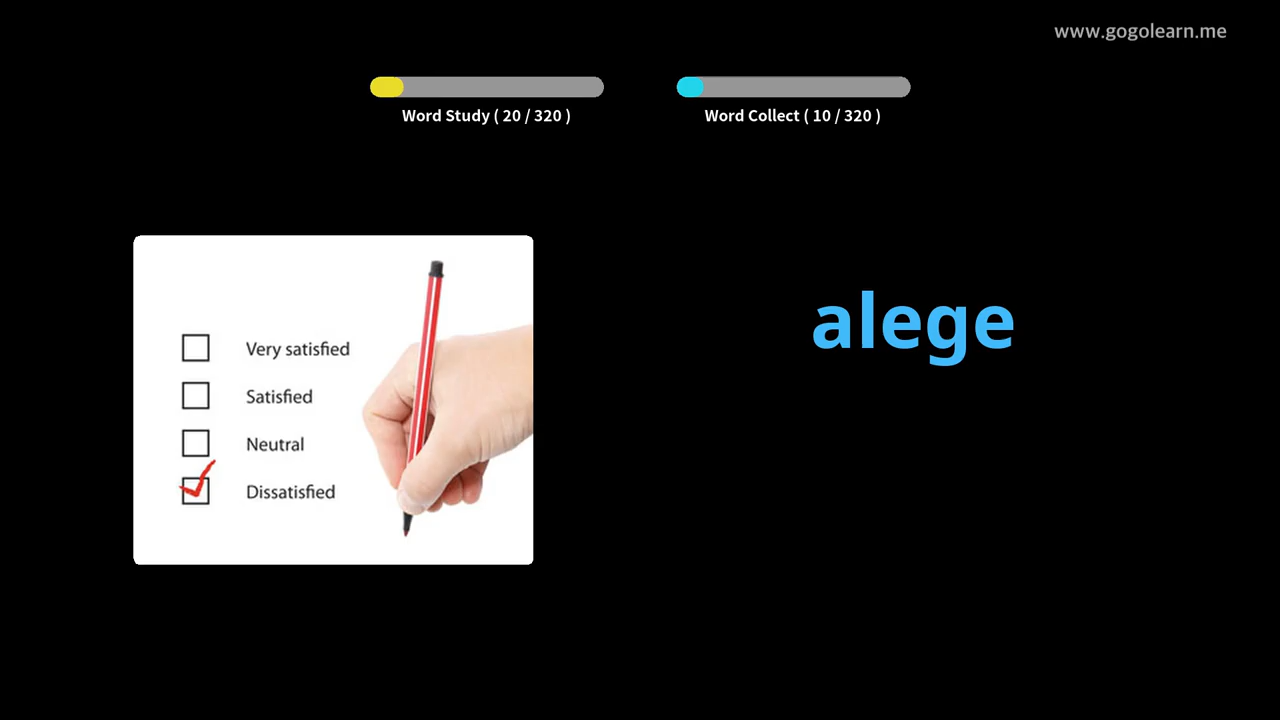 www.gogolearn.me
Word Study ( 20 / 320 )
Word Collect ( 10 / 320 )
Very satisfied
Satisfied
Neutral
Dissatisfied
alege